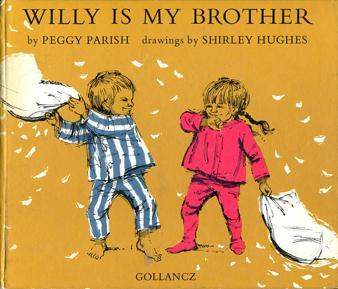 WILLY IS MY BROTHER
by PEGGY PARISH drawings by SHIRLEY HUGHES
GOLLANCZ